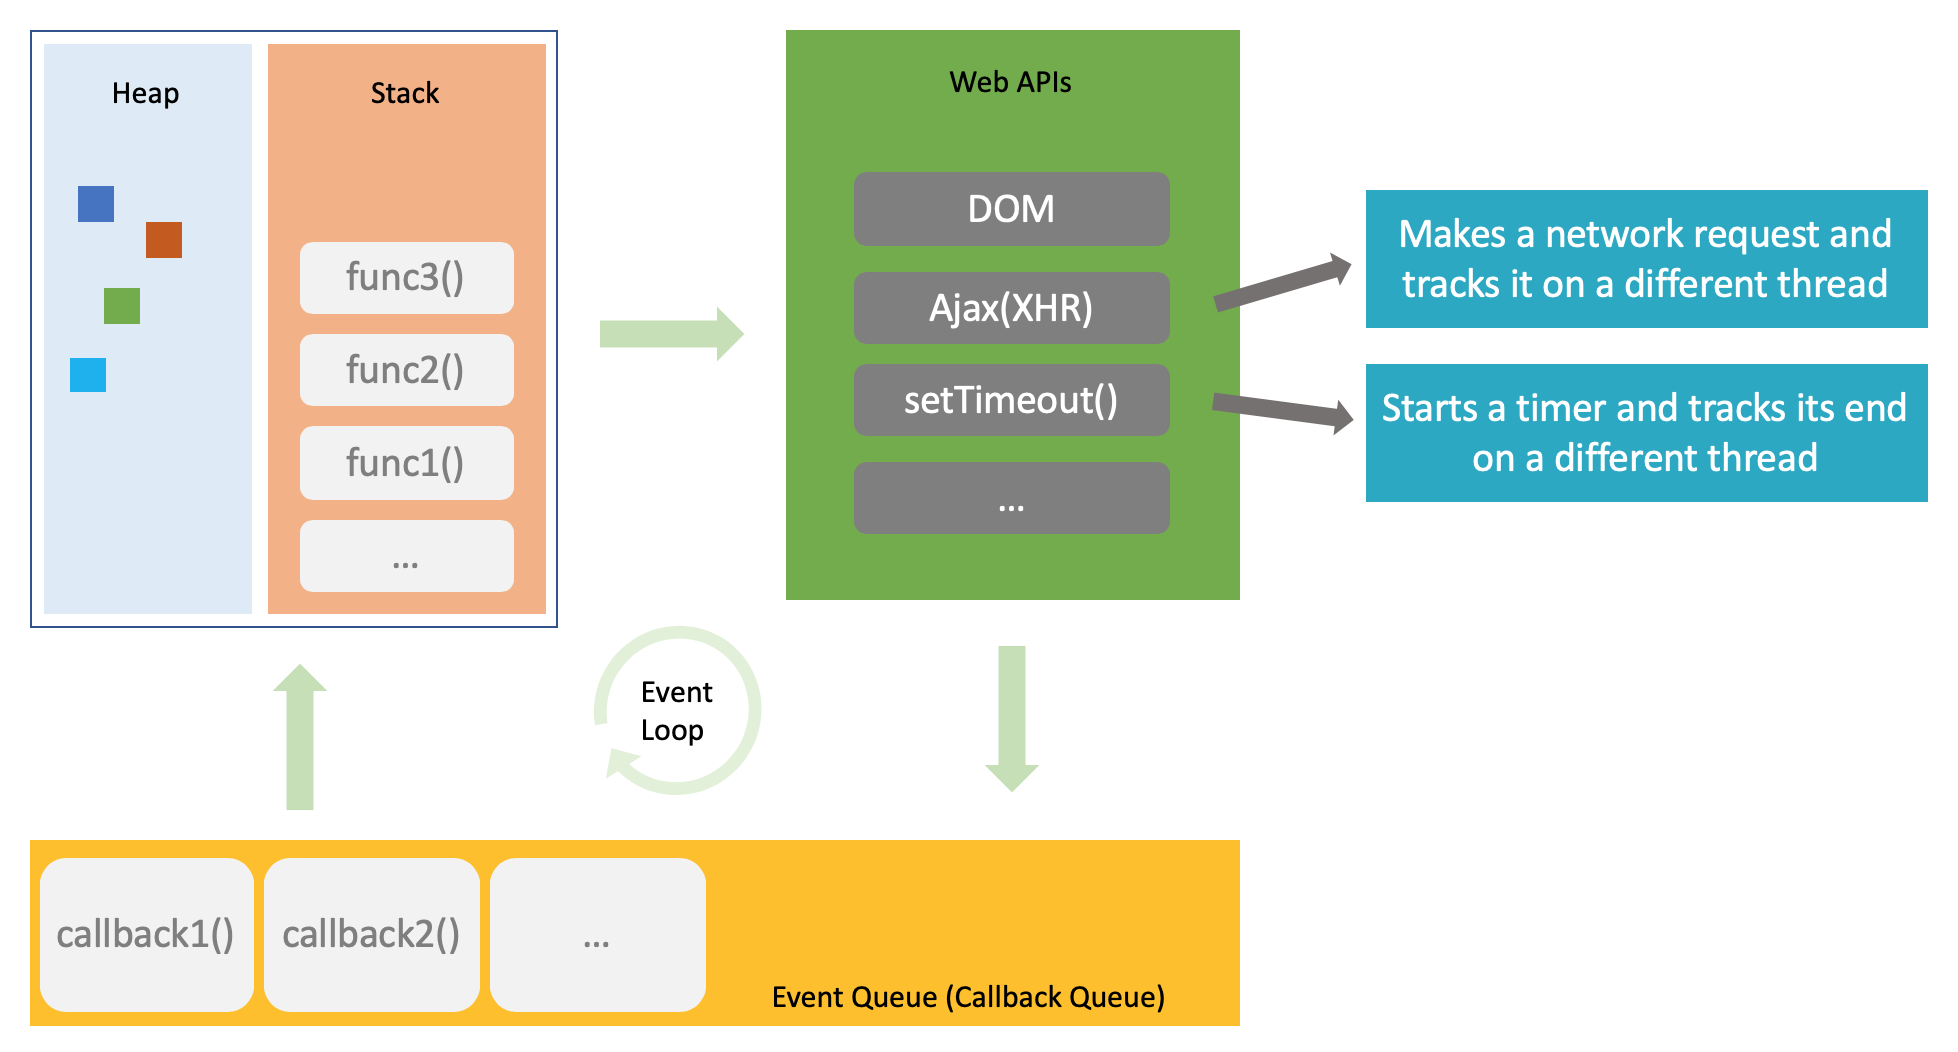 Heap
Stack
func3()
func2()
func1()
...
Web APIs
DOM
Ajax(XHR)
setTimeout()
...
Makes a network request and
tracks it on a different thread
Starts a timer and tracks its end
on a different thread
Event
Loop
callback1()
callback2()
...
Event Queue (Callback Queue)